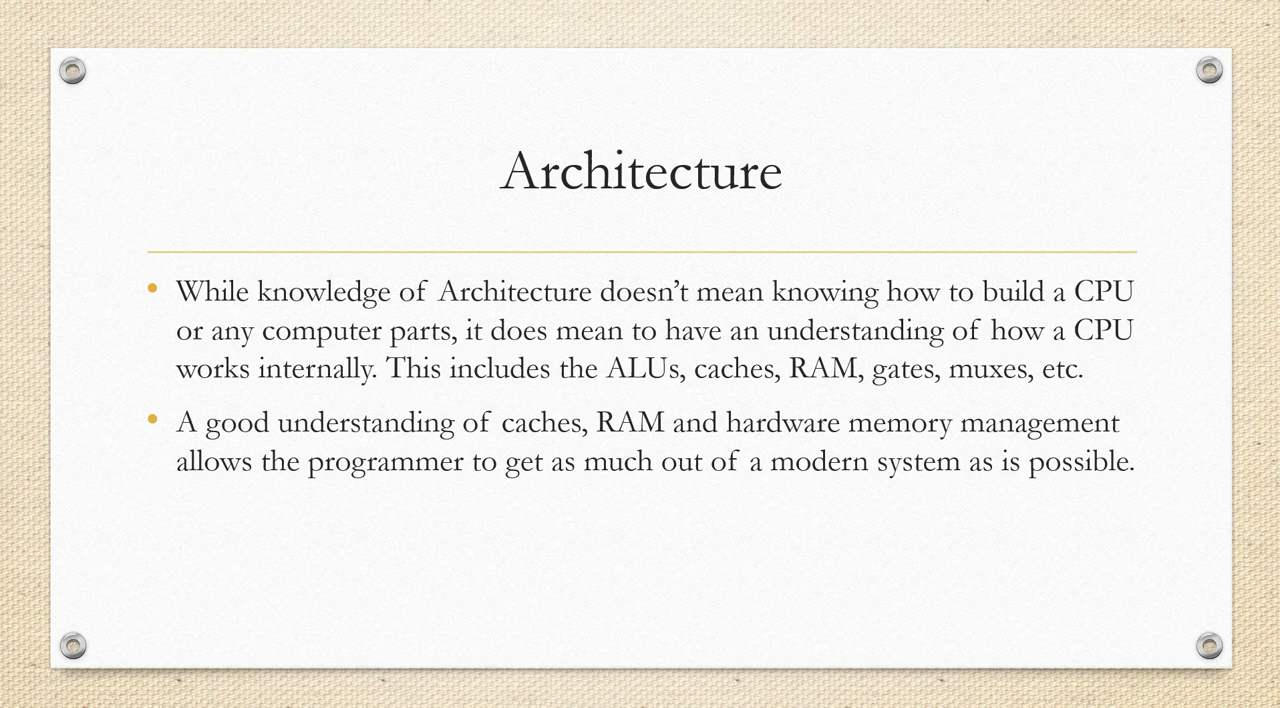 Architecture
• While knowledge of Architecture doesn’t mean knowing how to build a CPU
or any computer parts, it does mean to have an understanding of how a CPU
works internally. This includes the ALUs, caches, RAM, gates, muxes, etc.
• A good understanding of caches, RAM and hardware memory management
allows the programmer to get as much out of a modern system as is possible.